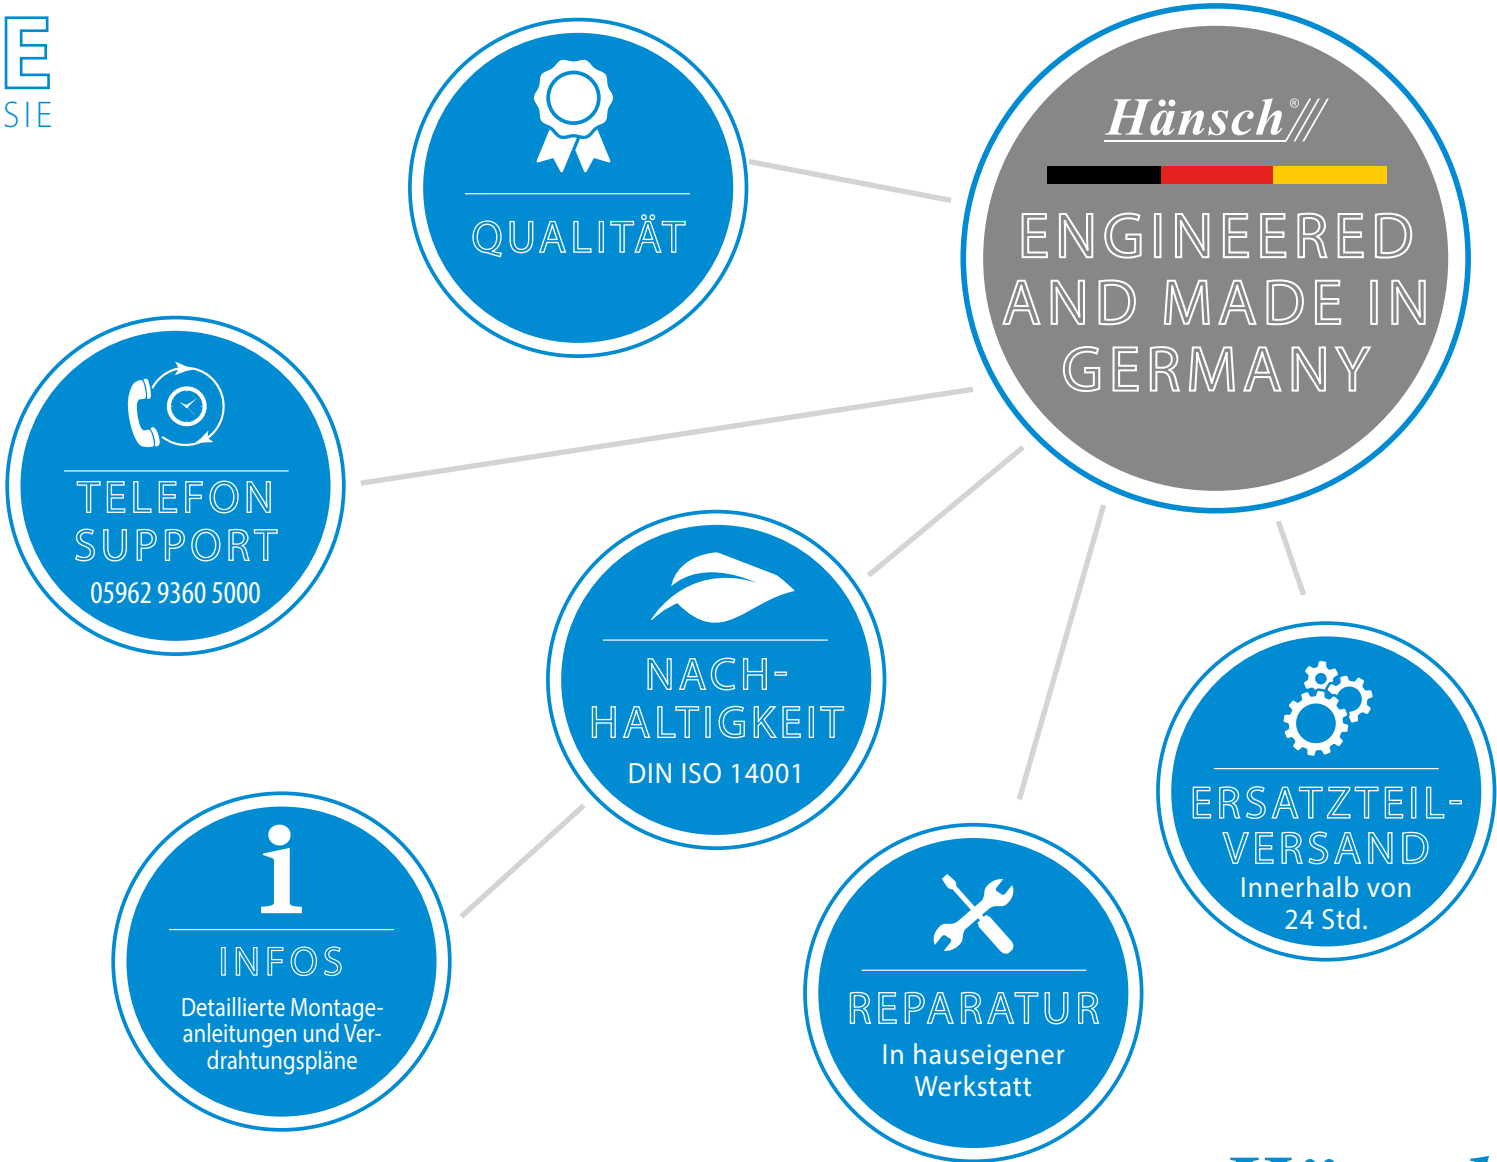 E
SIE
QUALITÄT
Hänsch®
ENGINEERED
AND MADE IN
GERMANY
TELEFON
SUPPORT
05962 9360 5000
NACH-
HALTIGKEIT
DIN ISO 14001
ERSATZTEIL-
VERSAND
Innerhalb von
24 Std.
INFOS
Detaillierte Montage-
anleitungen und Ver-
drahtungspläne
REPARATUR
In hauseigener
Werkstatt